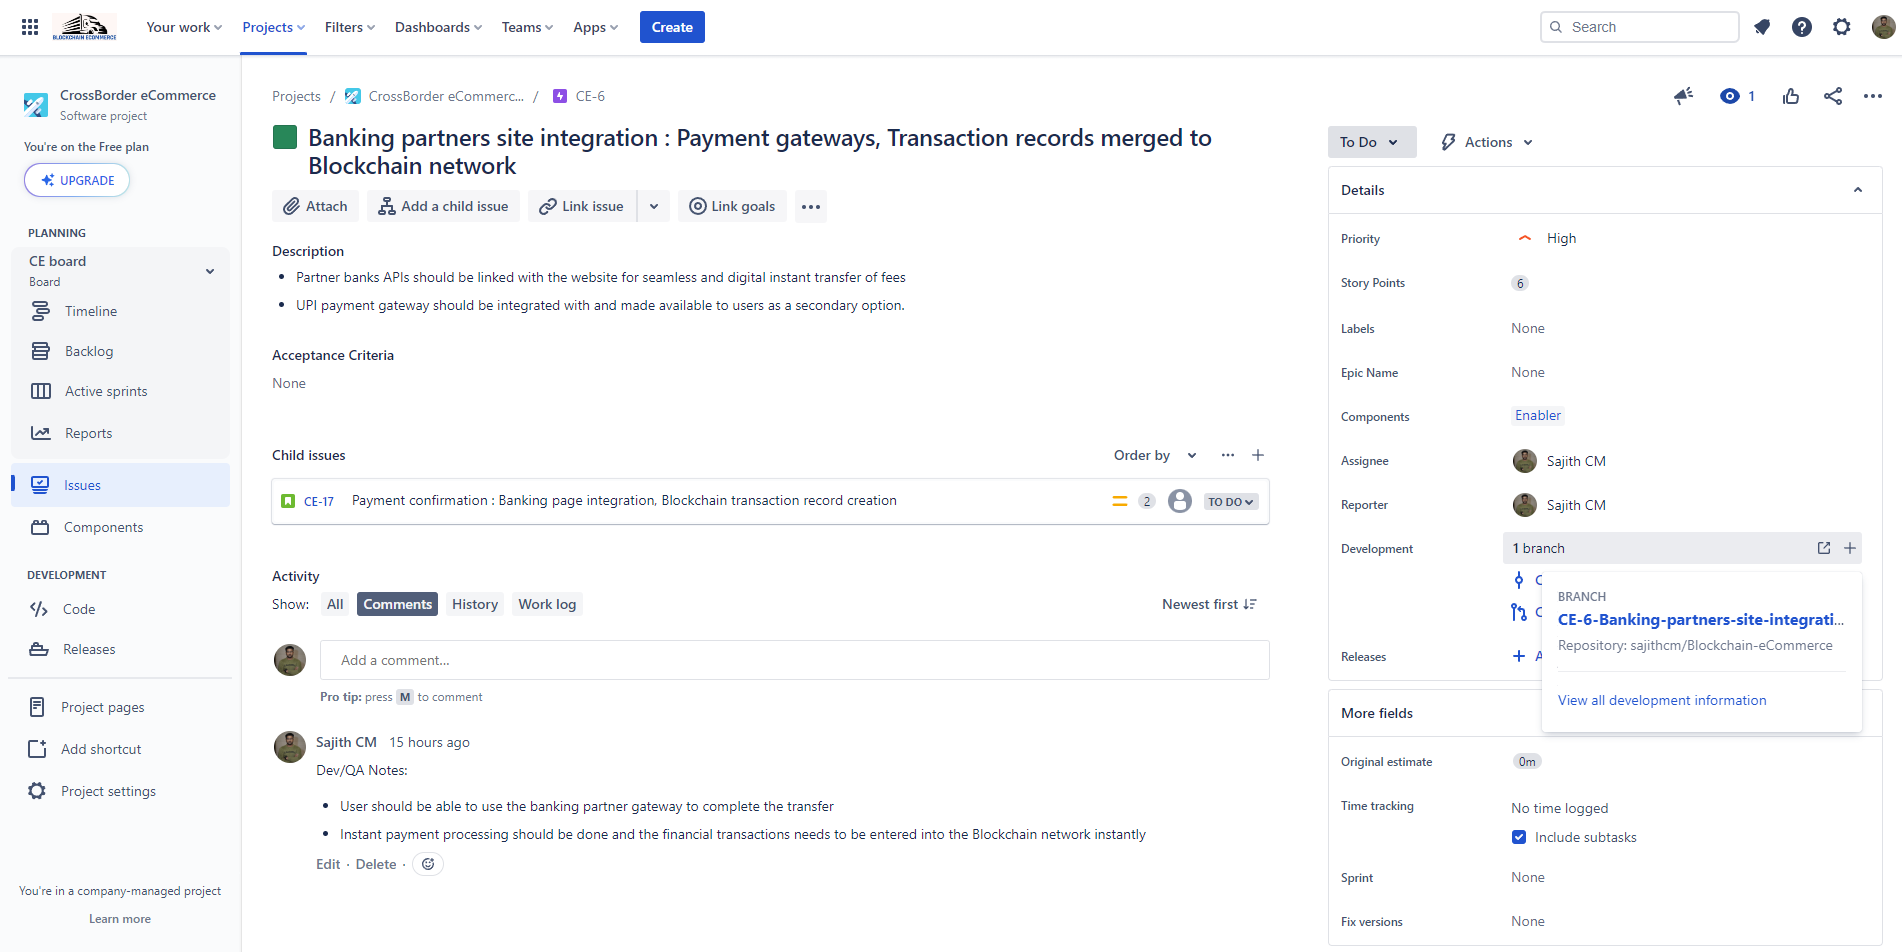 BLOCKCHAIN ECOMMERCE
Your work
Projects
Filters
Dashboards
Teams
Apps
Create
Search
CrossBorder eCommerce
Software project
You're on the Free plan
UPGRADE
PLANNING
CE board
Board
Timeline
Backlog
Active sprints
Reports
Issues
Components
DEVELOPMENT
Code
Releases
Project pages
Add shortcut
Project settings
You're in a company-managed project
Learn more
Projects / CrossBorder eCommerc... / CE-6
1
Banking partners site integration : Payment gateways, Transaction records merged to
Blockchain network
Attach
Add a child issue
Link issue
Link goals
Description
• Partner banks APIs should be linked with the website for seamless and digital instant transfer of fees
• UPI payment gateway should be integrated with and made available to users as a secondary option.
Acceptance Criteria
None
Child issues
Order by
CE-17 Payment confirmation : Banking page integration, Blockchain transaction record creation 2 TO DO
Activity
Show: All Comments History Work log
Newest first
Add a comment...
Pro tip: press M to comment
Sajith CM 15 hours ago
Dev/QA Notes:
• User should be able to use the banking partner gateway to complete the transfer
• Instant payment processing should be done and the financial transactions needs to be entered into the Blockchain network instantly
Edit · Delete ·
To Do
Actions
Details
Priority High
Story Points 6
Labels None
Epic Name None
Components Enabler
Assignee Sajith CM
Reporter Sajith CM
Development 1 branch
BRANCH
CE-6-Banking-partners-site-integrati...
Repository: sajithcm/Blockchain-eCommerce
View all development information
Releases
More fields
Original estimate 0m
Time tracking No time logged
Include subtasks
Sprint None
Fix versions None